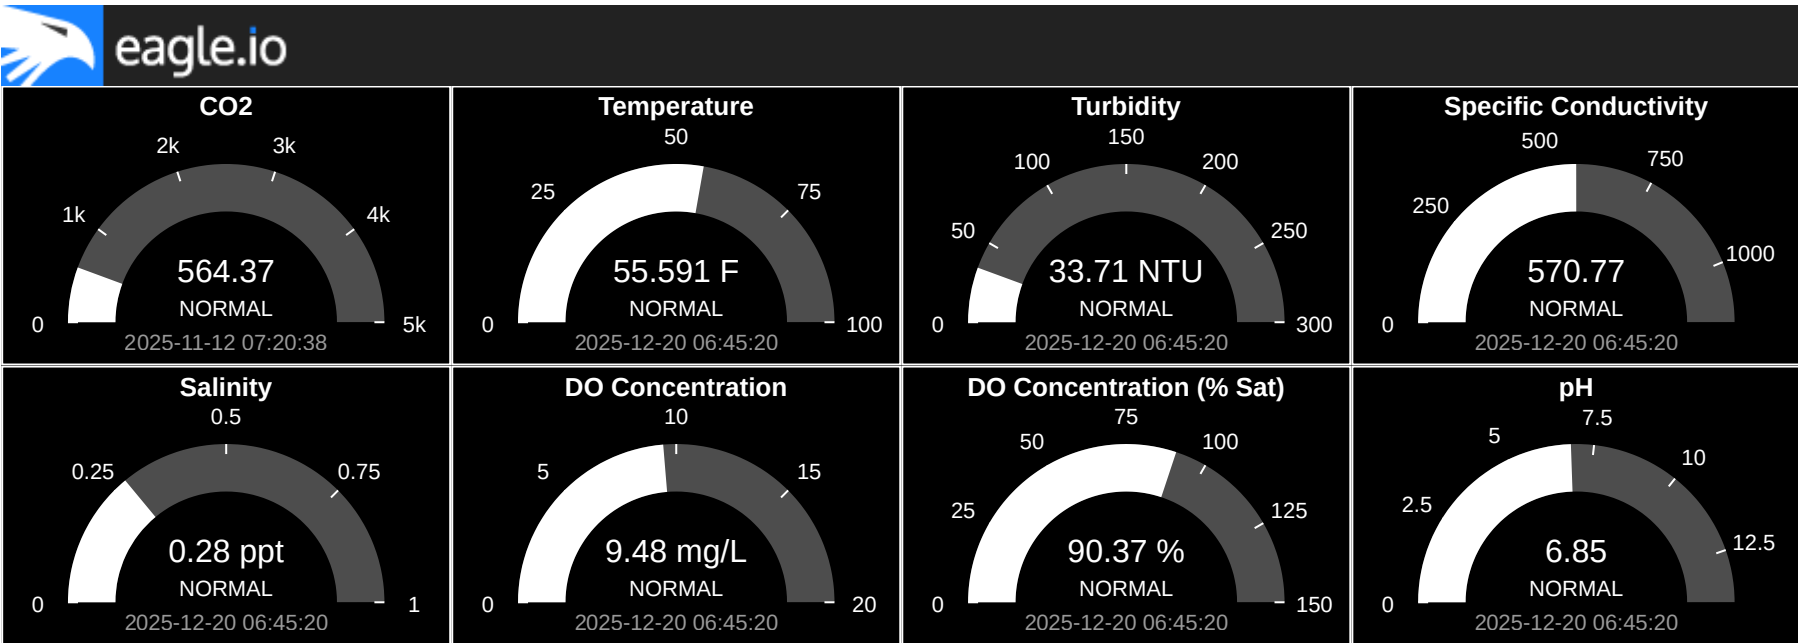 eagle.io
CO2
2k
3k
1k
4k
564.37
NORMAL
0
5k
2025-11-12 07:20:38
Temperature
50
25
75
55.591 F
NORMAL
0
100
2025-12-20 06:45:20
Turbidity
150
100
200
50
250
33.71 NTU
NORMAL
0
300
2025-12-20 06:45:20
Specific Conductivity
500
750
250
1000
570.77
NORMAL
0
2025-12-20 06:45:20
Salinity
0.5
0.25
0.75
0.28 ppt
NORMAL
0
1
2025-12-20 06:45:20
DO Concentration
10
5
15
9.48 mg/L
NORMAL
0
20
2025-12-20 06:45:20
DO Concentration (% Sat)
75
50
100
25
125
90.37 %
NORMAL
0
150
2025-12-20 06:45:20
pH
7.5
5
10
2.5
12.5
6.85
NORMAL
0
2025-12-20 06:45:20